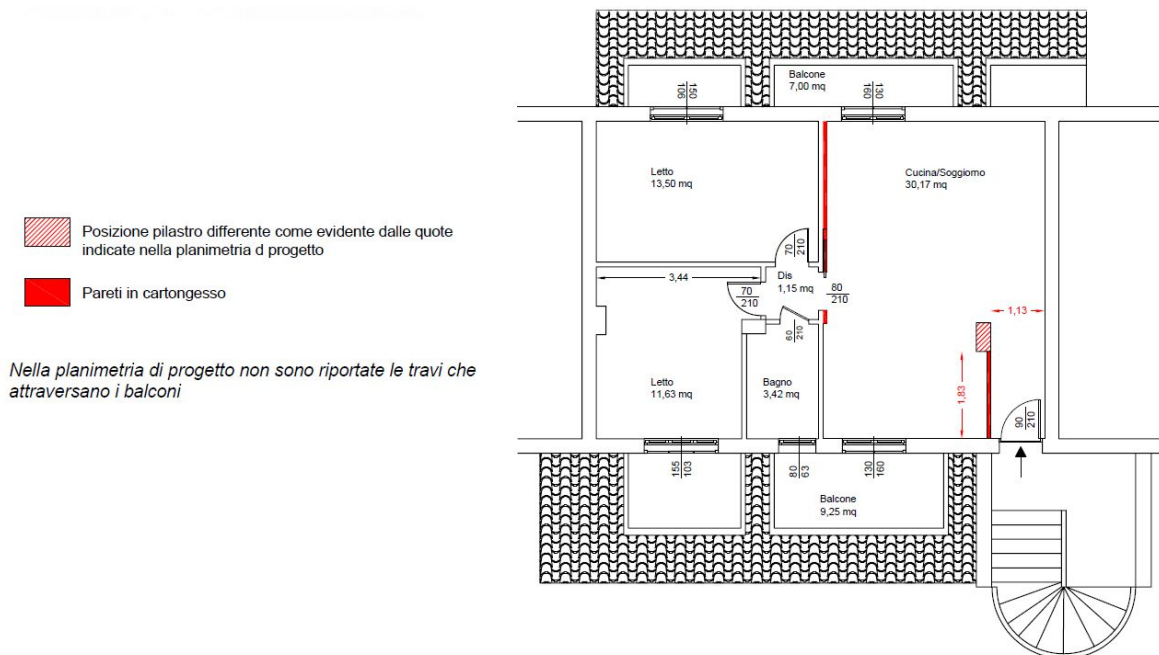 Balcone
7,00 mq
150
106
130
160
Letto
13,50 mq
Cucina/Soggiorno
30,17 mq
Posizione pilastro differente come evidente dalle quote
indicate nella planimetria d progetto
Pareti in cartongesso
70
210
3,44
Dis
1,15 mq
70
210
80
210
60
210
1,13
Nella planimetria di progetto non sono riportate le travi che
attraversano i balconi
Letto
11,63 mq
Bagno
3,42 mq
1,83
90
210
155
103
80
63
130
160
Balcone
9,25 mq